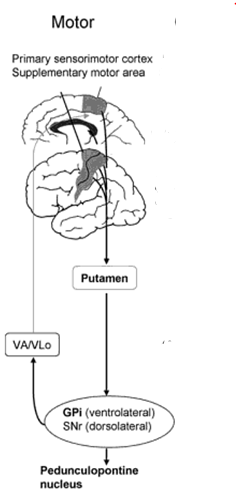 Motor
Primary sensorimotor cortex
Supplementary motor area
Putamen
VA/VLo
GPi (ventrolateral)
SNr (dorsolateral)
Pedunculopontine
nucleus